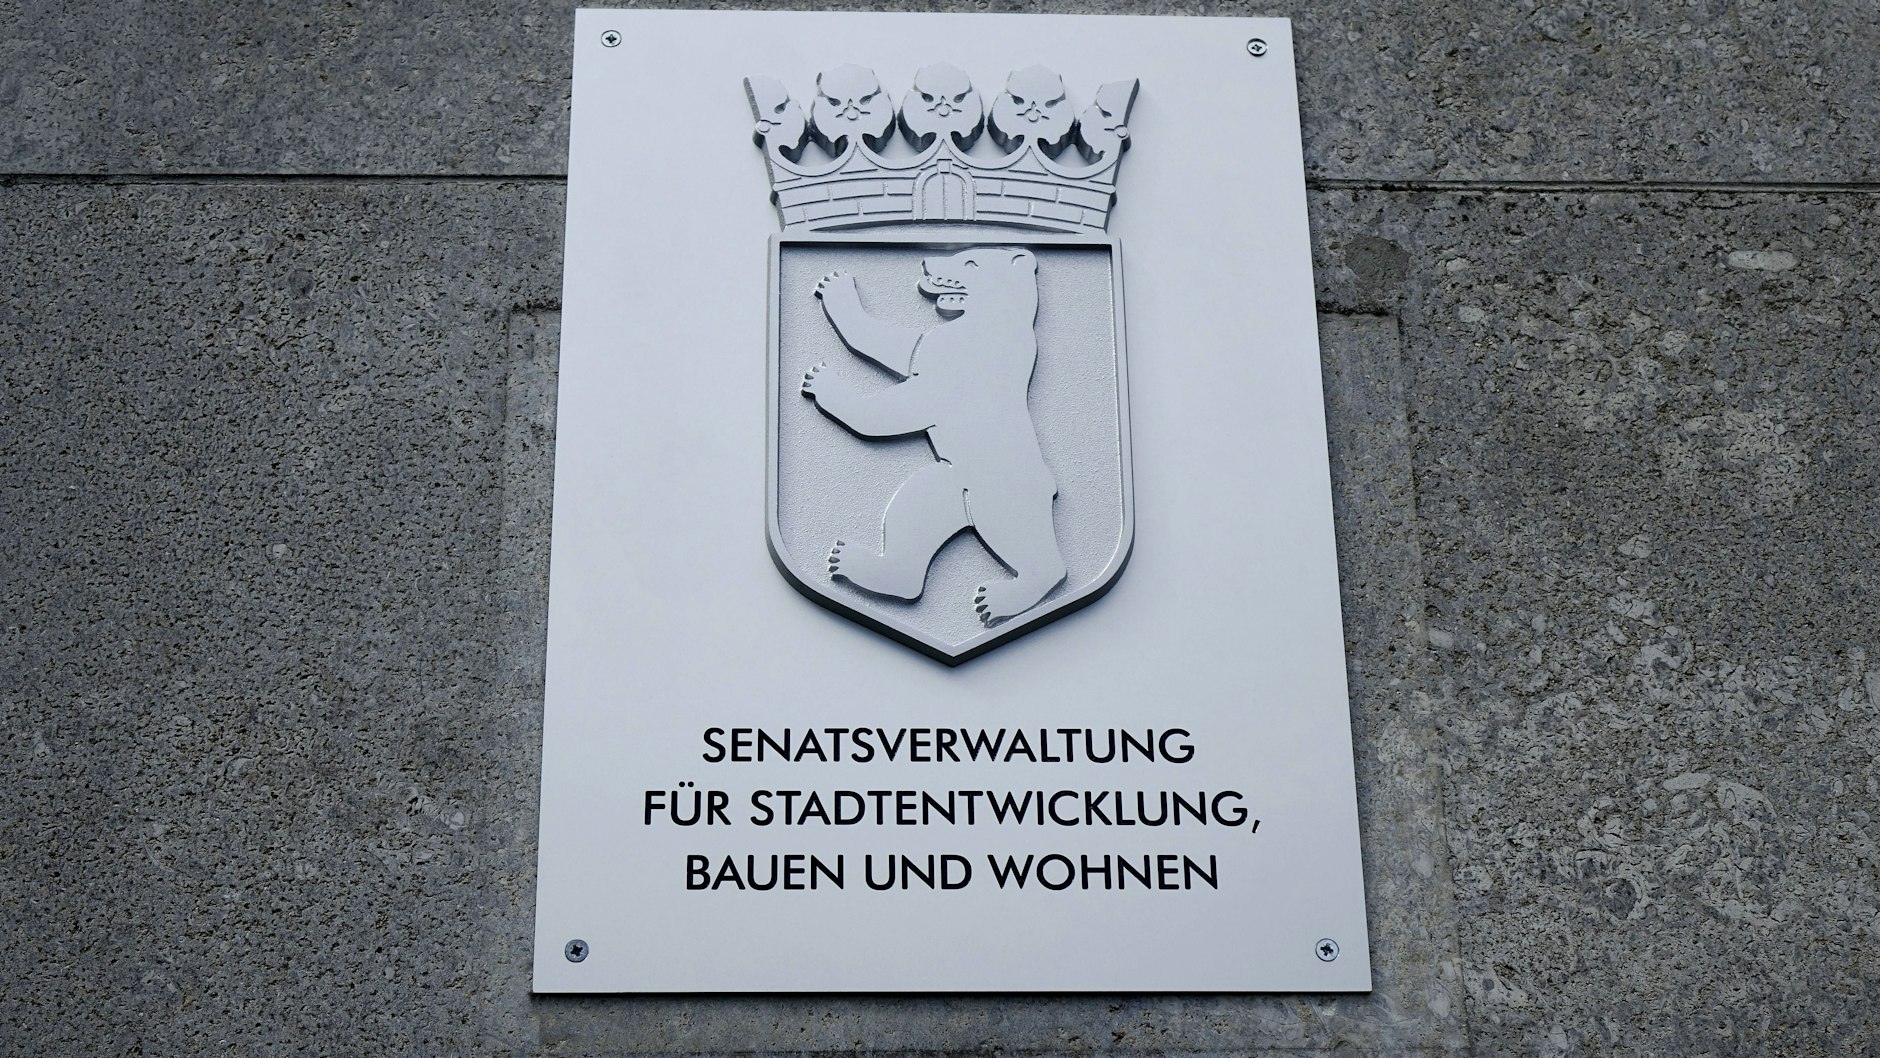 SENATSVERWALTUNG
FÜR STADTENTWICKLUNG,
BAUEN UND WOHNEN